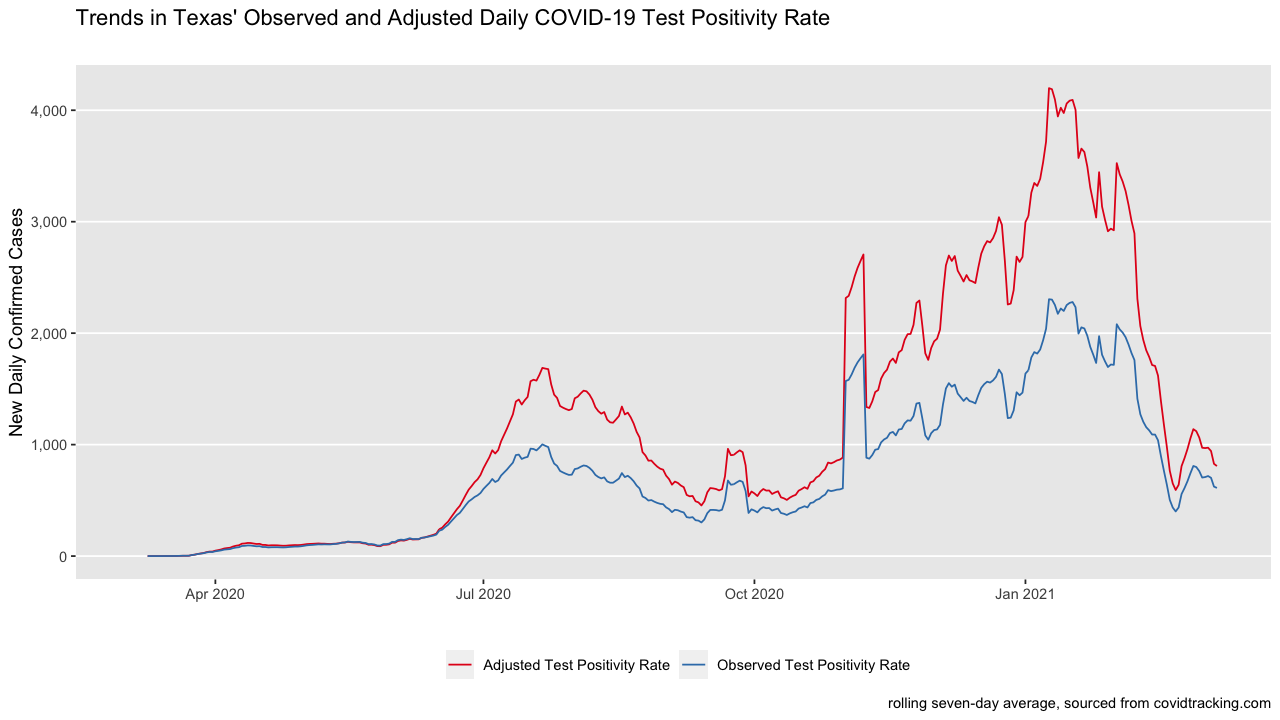 Trends in Texas' Observed and Adjusted Daily COVID-19 Test Positivity Rate
New Daily Confirmed Cases
4,000
3,000
2,000
1,000
0
Apr 2020 Jul 2020 Oct 2020 Jan 2021
Adjusted Test Positivity Rate Observed Test Positivity Rate
rolling seven-day average, sourced from covidtracking.com